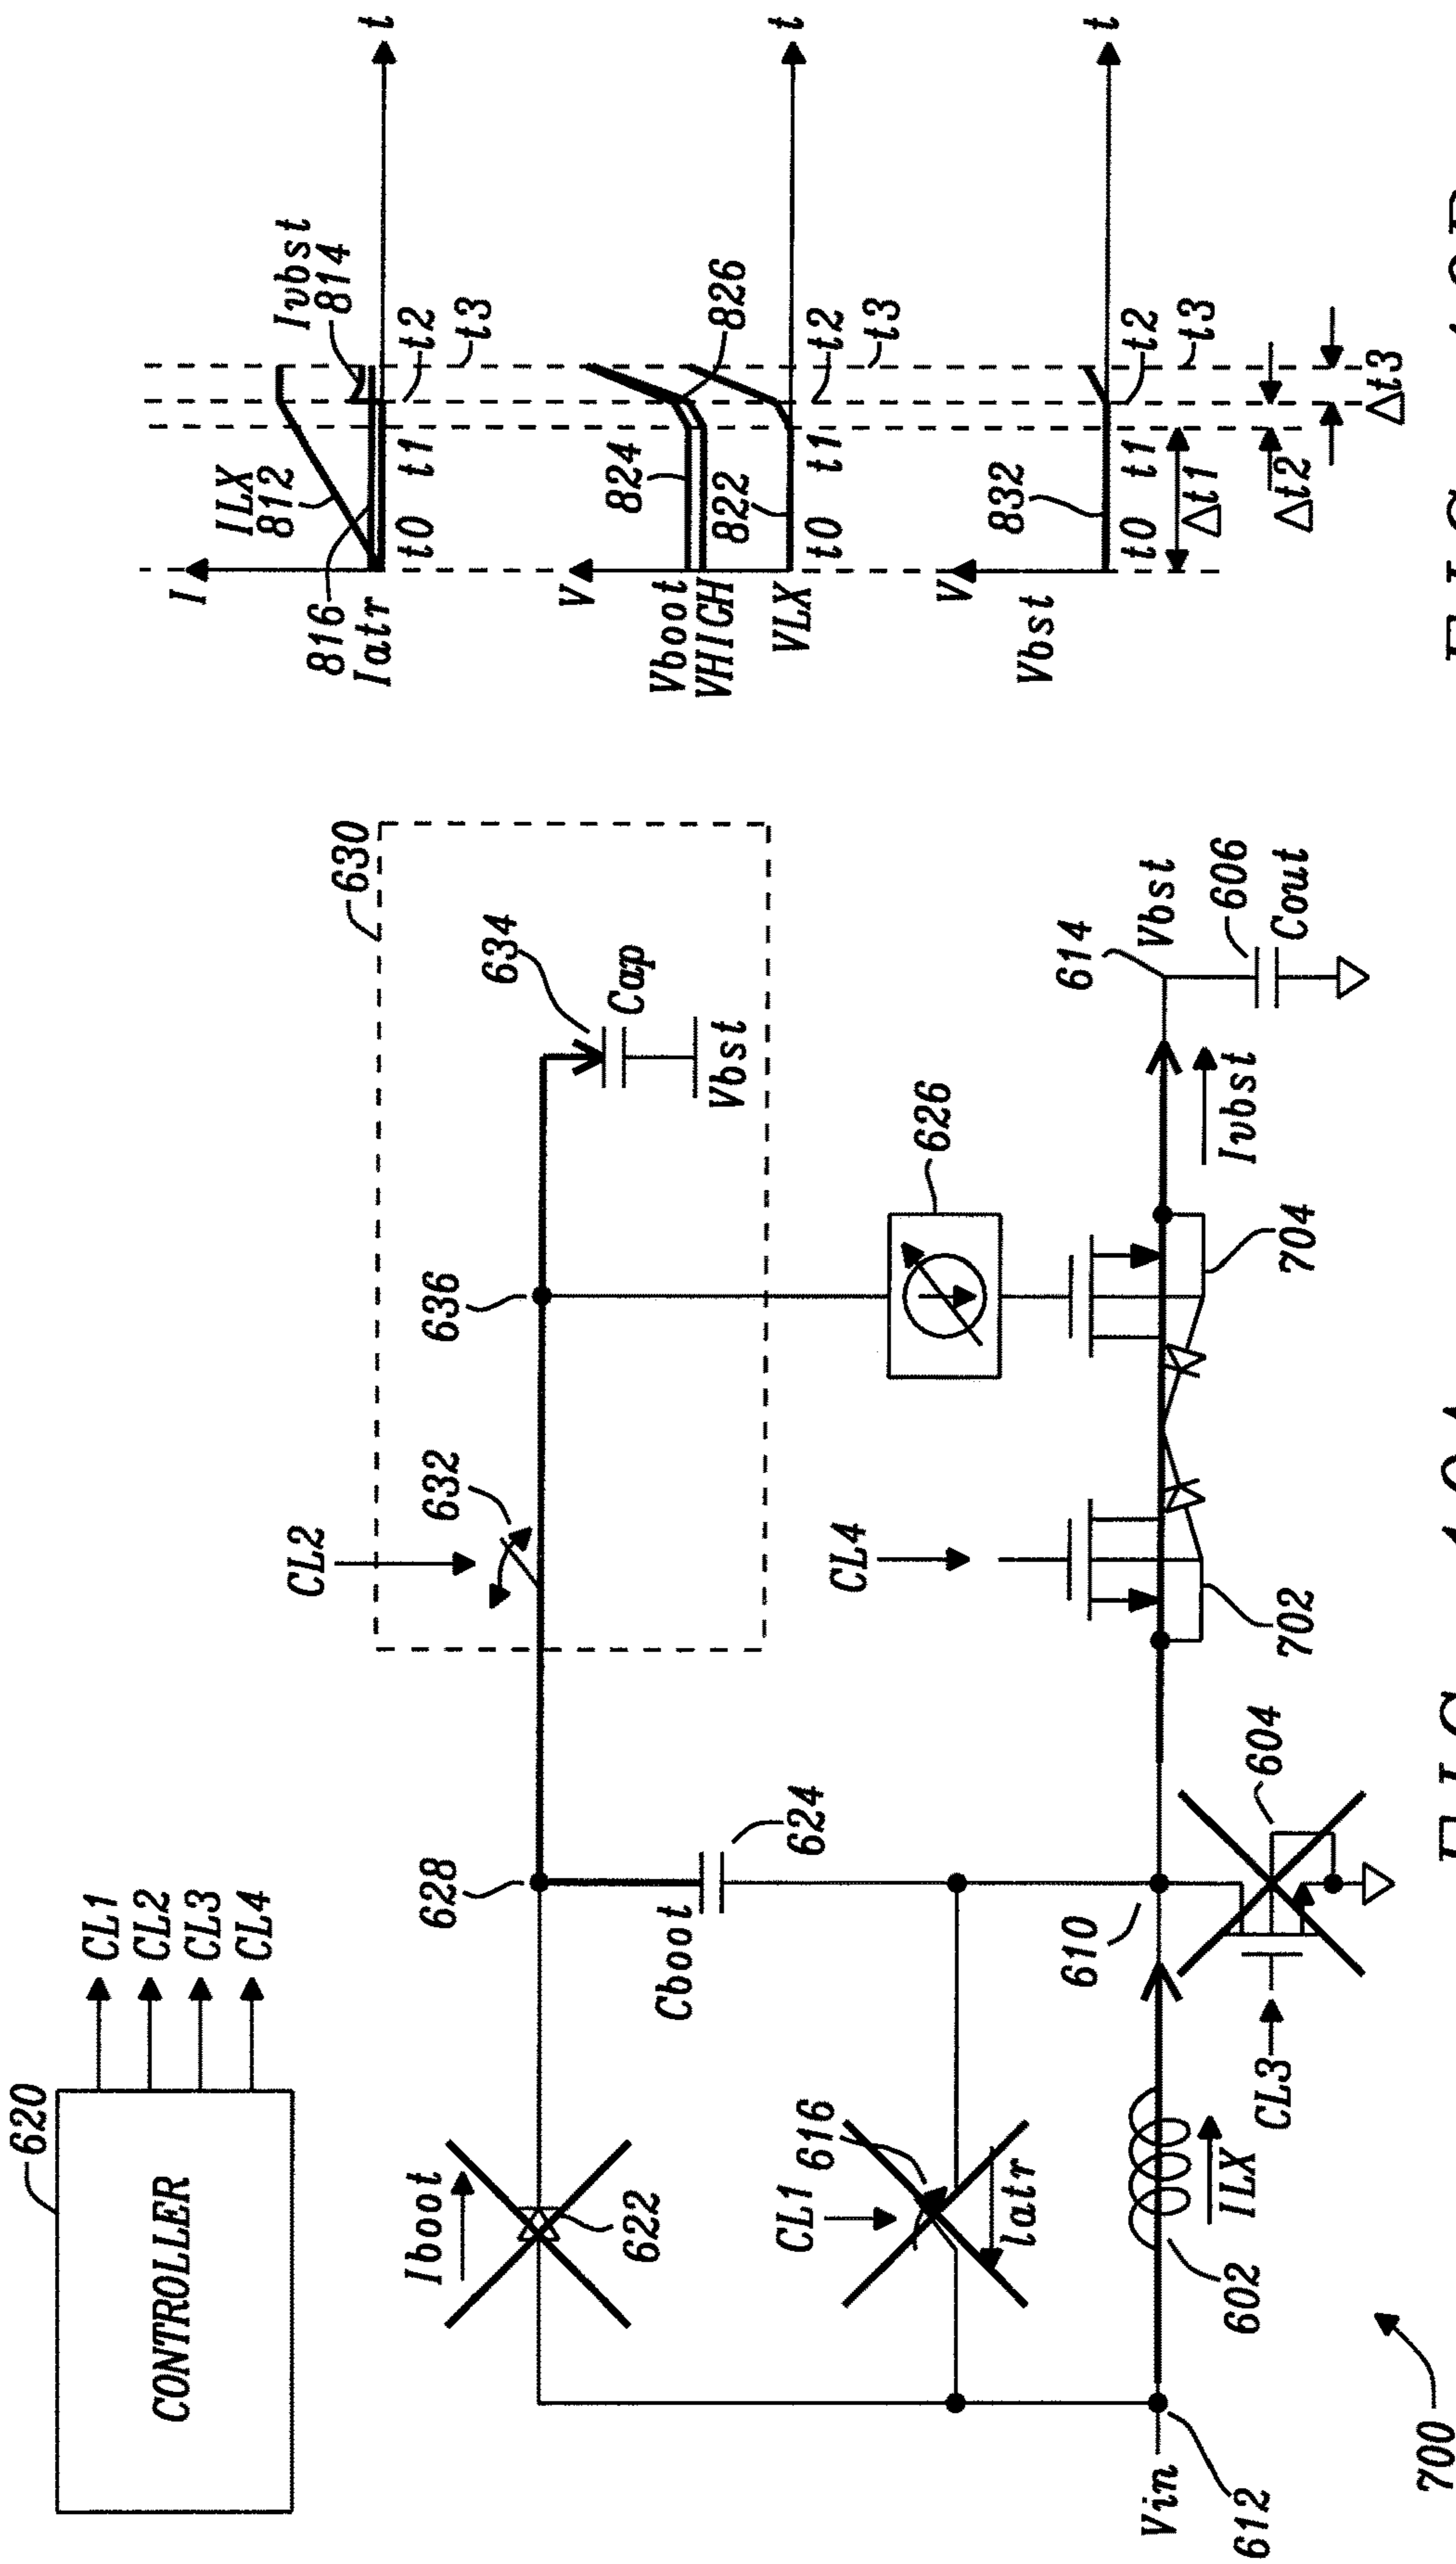 620
CONTROLLER
CL1
CL2
CL3
CL4
630
CL2
632
636
634
Cap
Vbst
628
Iboot
622
Cboot
624
CL1
616
Iatr
CL4
626
Vin
612
602
ILX
610
CL3
604
702
704
Ivbst
614
Vbst
606
Cout
700
I
ILX
812
Ivbst
814
816
Iatr
t0
t1
t2
t3
t
V
Vboot
VHIGH
VLX
824
822
826
t0
t1
t2
t3
t
V
Vbst
832
t0
t1
t2
t3
t
Δt1
Δt2
Δt3